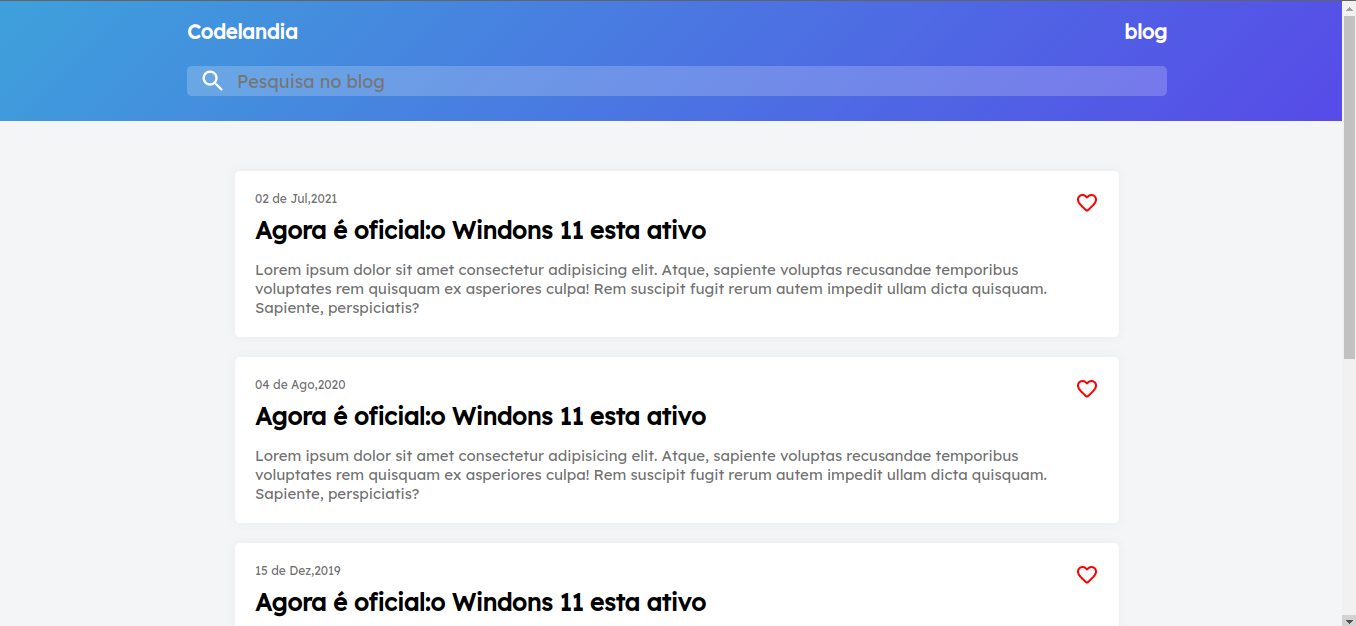 Codelandia
blog
Pesquisa no blog
02 de Jul,2021
Agora é oficial:o Windons 11 esta ativo
Lorem ipsum dolor sit amet consectetur adipisicing elit. Atque, sapiente voluptas recusandae temporibus
voluptates rem quisquam ex asperiores culpa! Rem suscipit fugit rerum autem impedit ullam dicta quisquam.
Sapiente, perspiciatis?
04 de Ago,2020
Agora é oficial:o Windons 11 esta ativo
Lorem ipsum dolor sit amet consectetur adipisicing elit. Atque, sapiente voluptas recusandae temporibus
voluptates rem quisquam ex asperiores culpa! Rem suscipit fugit rerum autem impedit ullam dicta quisquam.
Sapiente, perspiciatis?
15 de Dez,2019
Agora é oficial:o Windons 11 esta ativo